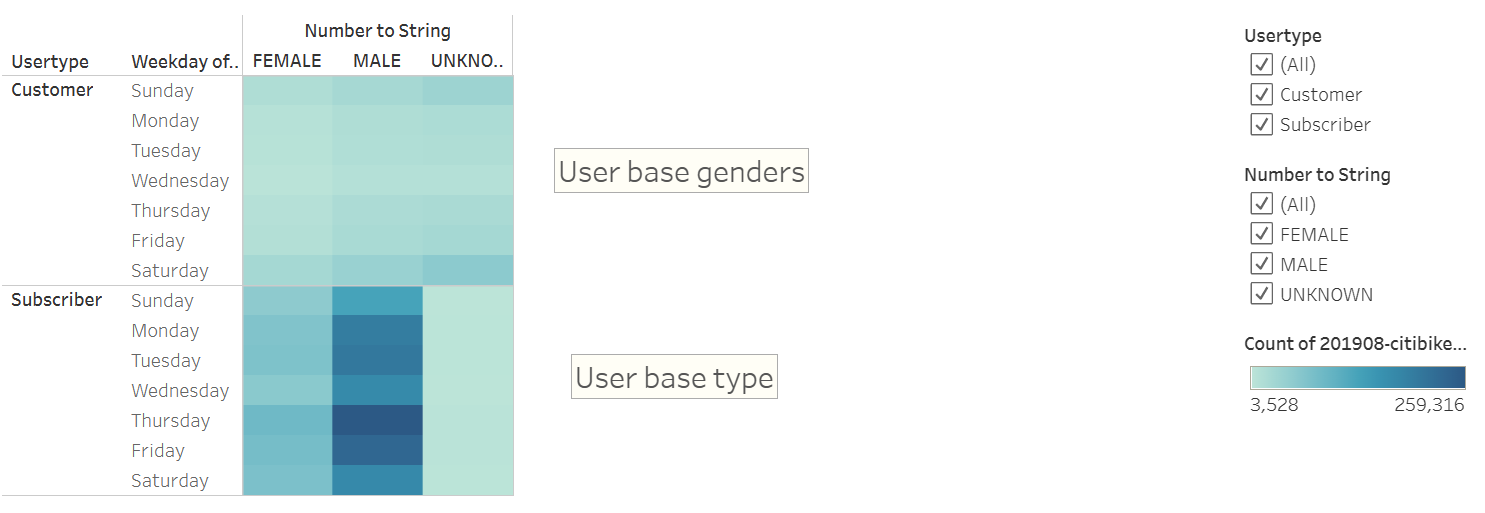 Number to String
Usertype Weekday of.. FEMALE MALE UNKNO..
Customer Sunday
Monday
Tuesday
Wednesday
Thursday
Friday
Saturday
Subscriber Sunday
Monday
Tuesday
Wednesday
Thursday
Friday
Saturday
User base genders
User base type
Usertype
(All)
Customer
Subscriber
Number to String
(All)
FEMALE
MALE
UNKNOWN
Count of 201908-citibike...
3,528 259,316